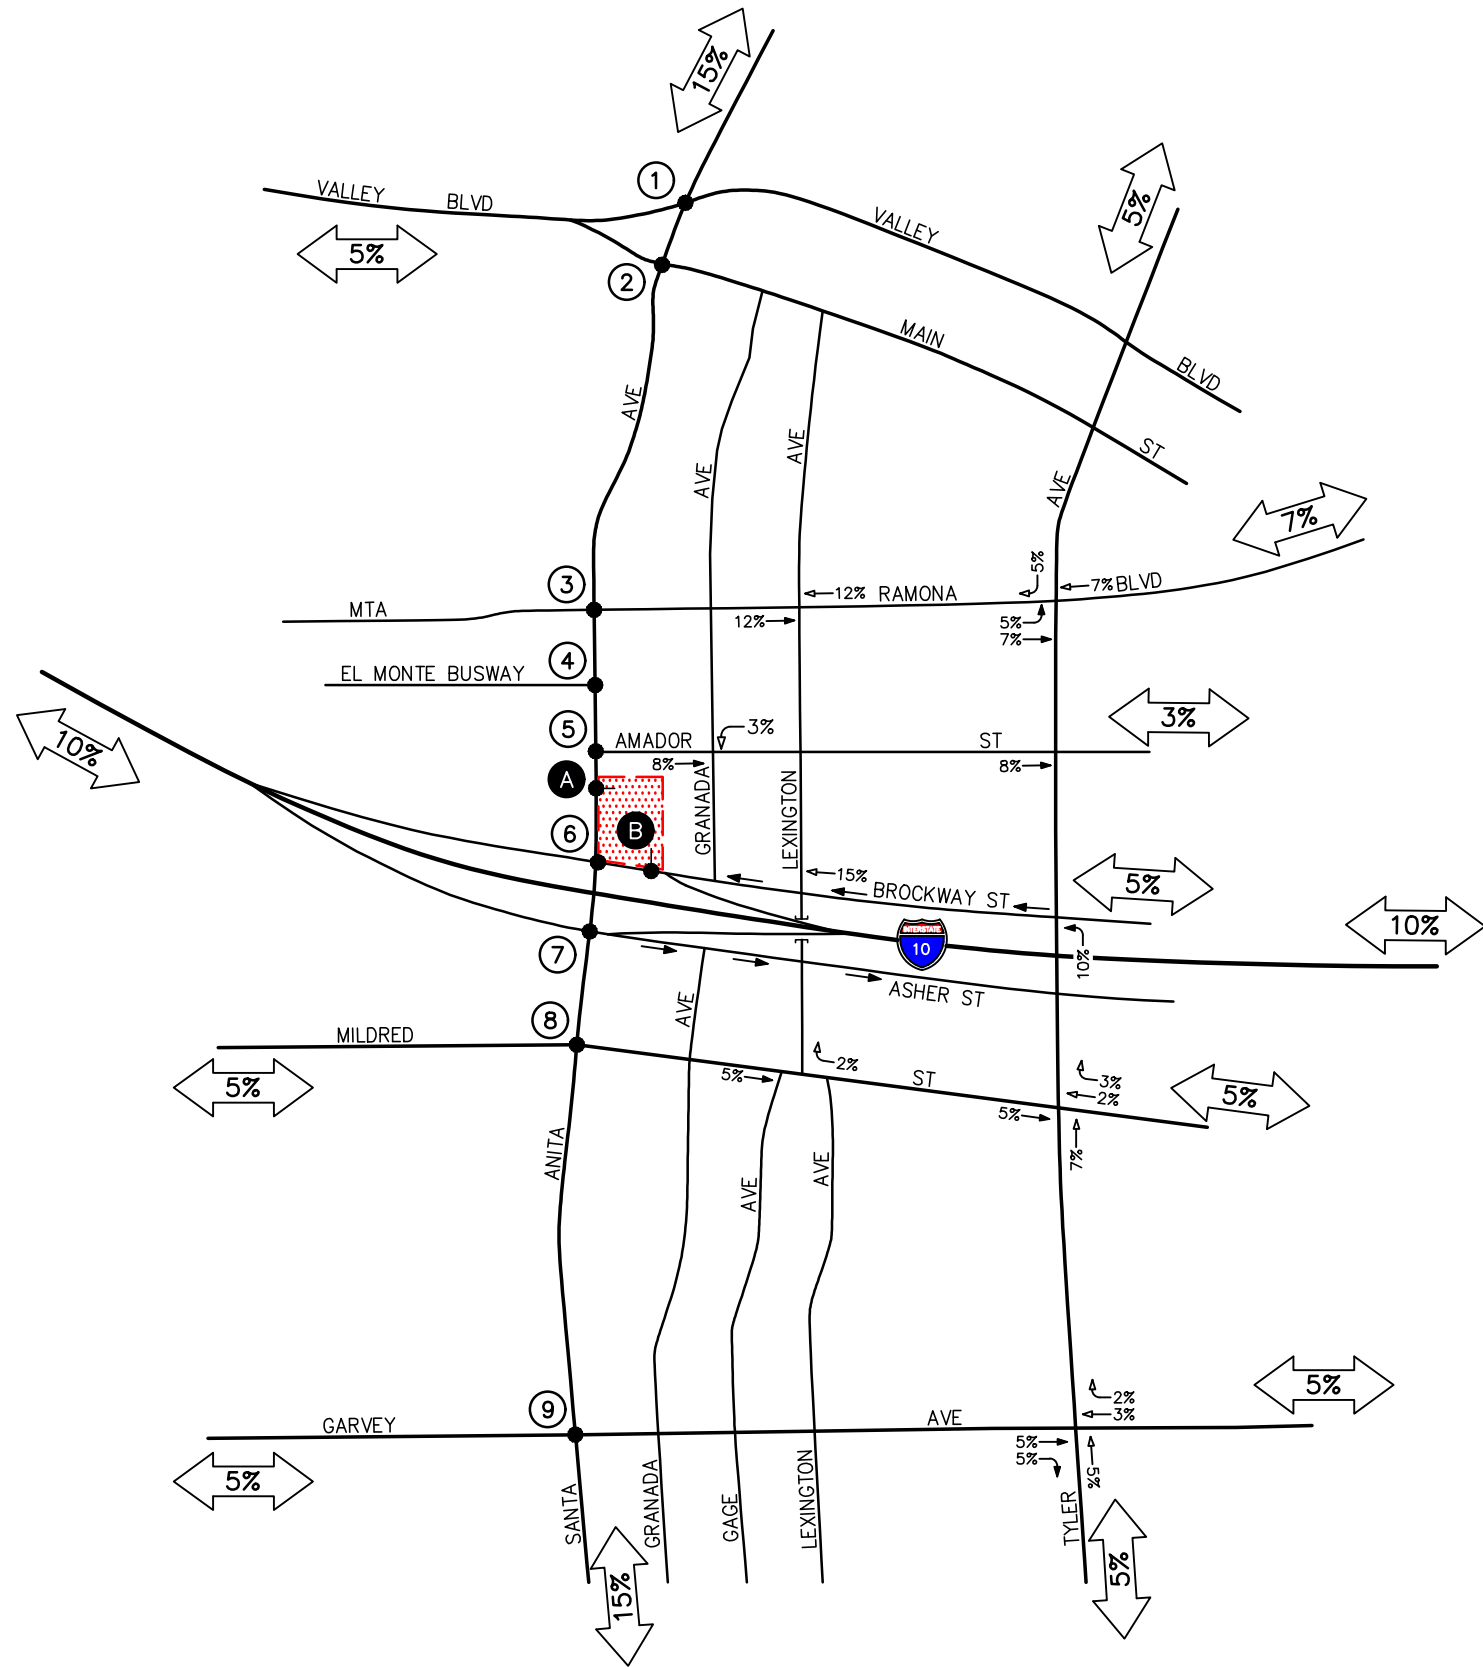 15%
1
VALLEY BLVD
5%
5%
VALLEY
2
MAIN
BLVD
AVE
AVE
AVE
ST
AVE
7%
3
5%
7%
BLVD
12%
RAMONA
MTA
12%
5%
7%
4
EL MONTE BUSWAY
3%
5
AMADOR
3%
ST
8%
8%
10%
A
GRANADA
LEXINGTON
6
B
15%
BROCKWAY ST
5%
10%
INTERSTATE
10
7
10%
ASHER ST
AVE
8
MILDRED
5%
2%
5%
ST
3%
2%
5%
5%
7%
ANITA
AVE
AVE
5%
2%
3%
9
GARVEY
AVE
5%
5%
5%
5%
SANTA
GRANADA
GAGE
LEXINGTON
TYLER
15%
5%